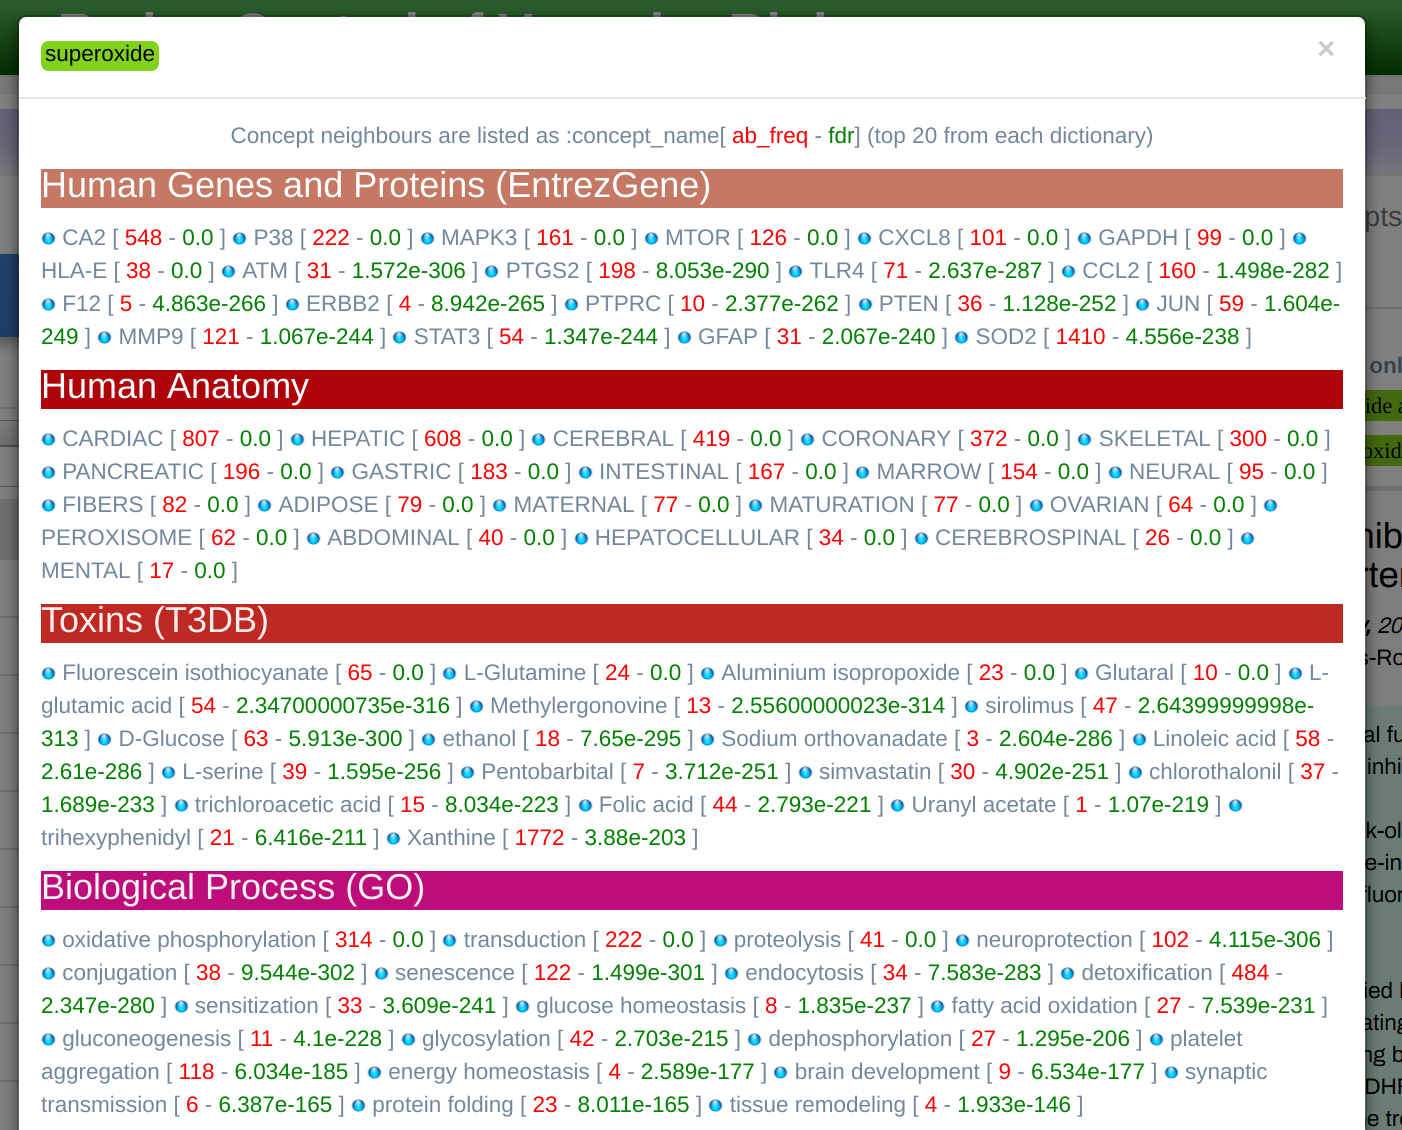 superoxide
×
Concept neighbours are listed as :concept_name[ ab_freq - fdr] (top 20 from each dictionary)
Human Genes and Proteins (EntrezGene)
CA2 [ 548 - 0.0 ] P38 [ 222 - 0.0 ] MAPK3 [ 161 - 0.0 ] MTOR [ 126 - 0.0 ] CXCL8 [ 101 - 0.0 ] GAPDH [ 99 - 0.0 ]
HLA-E [ 38 - 0.0 ] ATM [ 31 - 1.572e-306 ] PTGS2 [ 198 - 8.053e-290 ] TLR4 [ 71 - 2.637e-287 ] CCL2 [ 160 - 1.498e-282 ]
F12 [ 5 - 4.863e-266 ] ERBB2 [ 4 - 8.942e-265 ] PTPRC [ 10 - 2.377e-262 ] PTEN [ 36 - 1.128e-252 ] JUN [ 59 - 1.604e-
249 ] MMP9 [ 121 - 1.067e-244 ] STAT3 [ 54 - 1.347e-244 ] GFAP [ 31 - 2.067e-240 ] SOD2 [ 1410 - 4.556e-238 ]
Human Anatomy
CARDIAC [ 807 - 0.0 ] HEPATIC [ 608 - 0.0 ] CEREBRAL [ 419 - 0.0 ] CORONARY [ 372 - 0.0 ] SKELETAL [ 300 - 0.0 ]
PANCREATIC [ 196 - 0.0 ] GASTRIC [ 183 - 0.0 ] INTESTINAL [ 167 - 0.0 ] MARROW [ 154 - 0.0 ] NEURAL [ 95 - 0.0 ]
FIBERS [ 82 - 0.0 ] ADIPOSE [ 79 - 0.0 ] MATERNAL [ 77 - 0.0 ] MATURATION [ 77 - 0.0 ] OVARIAN [ 64 - 0.0 ]
PEROXISOME [ 62 - 0.0 ] ABDOMINAL [ 40 - 0.0 ] HEPATOCELLULAR [ 34 - 0.0 ] CEREBROSPINAL [ 26 - 0.0 ]
MENTAL [ 17 - 0.0 ]
Toxins (T3DB)
Fluorescein isothiocyanate [ 65 - 0.0 ] L-Glutamine [ 24 - 0.0 ] Aluminium isopropoxide [ 23 - 0.0 ] Glutaral [ 10 - 0.0 ] L-
glutamic acid [ 54 - 2.34700000735e-316 ] Methylergonovine [ 13 - 2.55600000023e-314 ] sirolimus [ 47 - 2.64399999998e-
313 ] D-Glucose [ 63 - 5.913e-300 ] ethanol [ 18 - 7.65e-295 ] Sodium orthovanadate [ 3 - 2.604e-286 ] Linoleic acid [ 58 -
2.61e-286 ] L-serine [ 39 - 1.595e-256 ] Pentobarbital [ 7 - 3.712e-251 ] simvastatin [ 30 - 4.902e-251 ] chlorothalonil [ 37 -
1.689e-233 ] trichloroacetic acid [ 15 - 8.034e-223 ] Folic acid [ 44 - 2.793e-221 ] Uranyl acetate [ 1 - 1.07e-219 ]
trihexyphenidyl [ 21 - 6.416e-211 ] Xanthine [ 1772 - 3.88e-203 ]
Biological Process (GO)
oxidative phosphorylation [ 314 - 0.0 ] transduction [ 222 - 0.0 ] proteolysis [ 41 - 0.0 ] neuroprotection [ 102 - 4.115e-306 ]
conjugation [ 38 - 9.544e-302 ] senescence [ 122 - 1.499e-301 ] endocytosis [ 34 - 7.583e-283 ] detoxification [ 484 -
2.347e-280 ] sensitization [ 33 - 3.609e-241 ] glucose homeostasis [ 8 - 1.835e-237 ] fatty acid oxidation [ 27 - 7.539e-231 ]
gluconeogenesis [ 11 - 4.1e-228 ] glycosylation [ 42 - 2.703e-215 ] dephosphorylation [ 27 - 1.295e-206 ] platelet
aggregation [ 118 - 6.034e-185 ] energy homeostasis [ 4 - 2.589e-177 ] brain development [ 9 - 6.534e-177 ] synaptic
transmission [ 6 - 6.387e-165 ] protein folding [ 23 - 8.011e-165 ] tissue remodeling [ 4 - 1.933e-146 ]